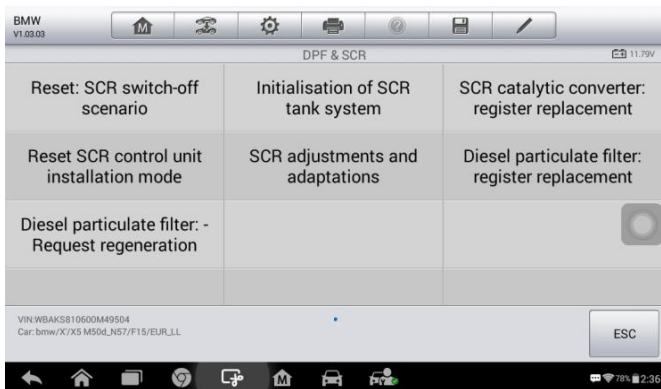 BMW
V1.03.03
DPF & SCR
11.79V
Reset: SCR switch-off
scenario
Initialisation of SCR
tank system
SCR catalytic converter:
register replacement
Reset SCR control unit
installation mode
SCR adjustments and
adaptations
Diesel particulate filter:
register replacement
Diesel particulate filter: -
Request regeneration
VIN:WBAKS810600M49504
Car: bmw/X'/X5 M50d_N57/F15/EUR_LL
ESC
78%
2:36